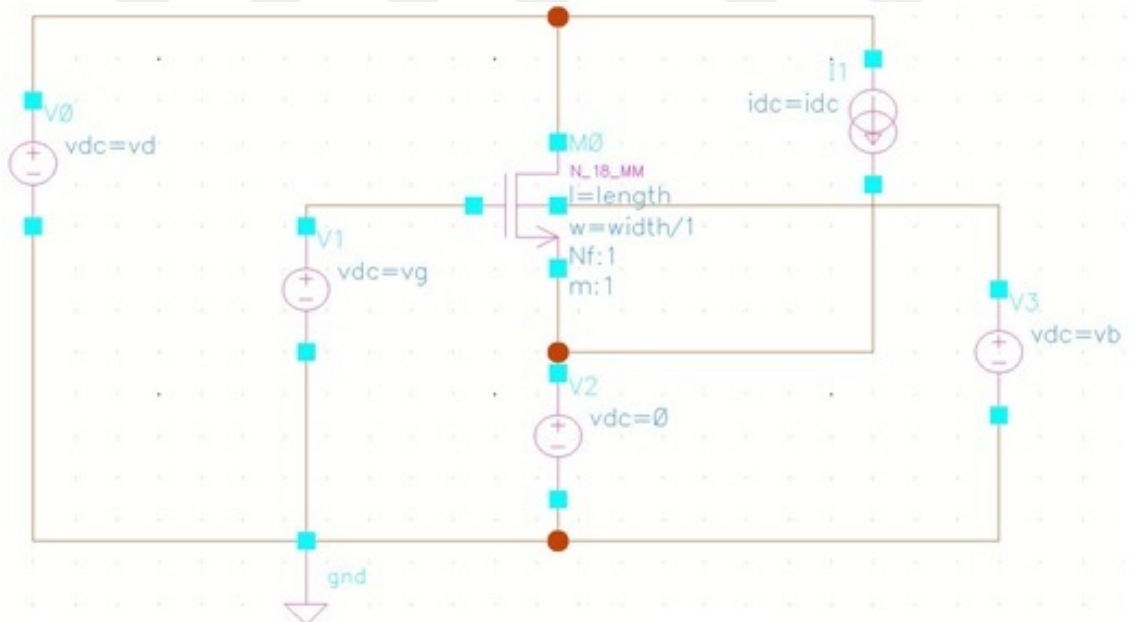 V0
vdc=vd
I1
idc=idc
M0
N_18_MM
l=length
w=width/1
Nf:1
m:1
V1
vdc=vg
V3
vdc=vb
V2
vdc=0
gnd